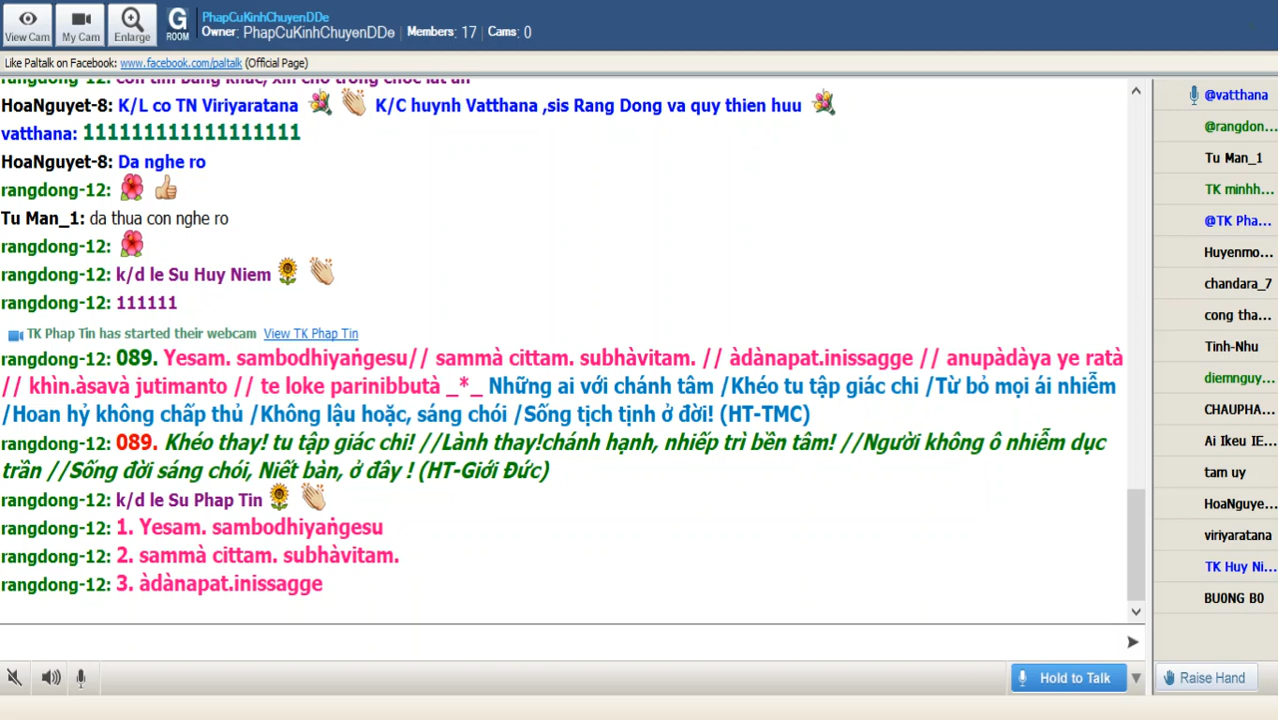 View Cam
My Cam
Enlarge
G
ROOM
PhapCuKinhChuyenDDe
Owner: PhapCuKinhChuyenDDe Members: 17 Cams: 0
Like Paltalk on Facebook: www.facebook.com/paltalk (Official Page)
HoaNguyet-8: K/L co TN Viriyaratana K/C huynh Vatthana ,sis Rang Dong va quy thien huu
vatthana: 111111111111111111
HoaNguyet-8: Da nghe ro
rangdong-12:
Tu Man_1: da thua con nghe ro
rangdong-12:
rangdong-12: k/d le Su Huy Niem
rangdong-12: 111111
TK Phap Tin has started their webcam View TK Phap Tin
rangdong-12: 089. Yesam. sambodhiyaṅgesu// sammà cittam. subhàvitam. // àdànapat.inissagge // anupàdàya ye ratà
// khìn.àsavà jutimanto // te loke parinibbutà _*_ Những ai với chánh tâm /Khéo tu tập giác chi /Từ bỏ mọi ái nhiễm
/Hoan hỷ không chấp thủ /Không lậu hoặc, sáng chói /Sống tịch tịnh ở đời! (HT-TMC)
rangdong-12: 089. Khéo thay! tu tập giác chi! //Lành thay!chánh hạnh, nhiếp trì bền tâm! //Người không ô nhiễm dục
trần //Sống đời sáng chói, Niết bàn, ở đây ! (HT-Giới Đức)
rangdong-12: k/d le Su Phap Tin
rangdong-12: 1. Yesam. sambodhiyaṅgesu
rangdong-12: 2. sammà cittam. subhàvitam.
rangdong-12: 3. àdànapat.inissagge
Hold to Talk
@vatthana
@rangdon...
Tu Man_1
TK minhh...
@TK Pha...
Huyenmo...
chandara_7
cong tha...
Tinh-Nhu
diemnguy...
CHAUPHA...
Ai Ikeu IE...
tam uy
HoaNguye...
viriyaratana
TK Huy Ni...
BU0NG B0
Raise Hand